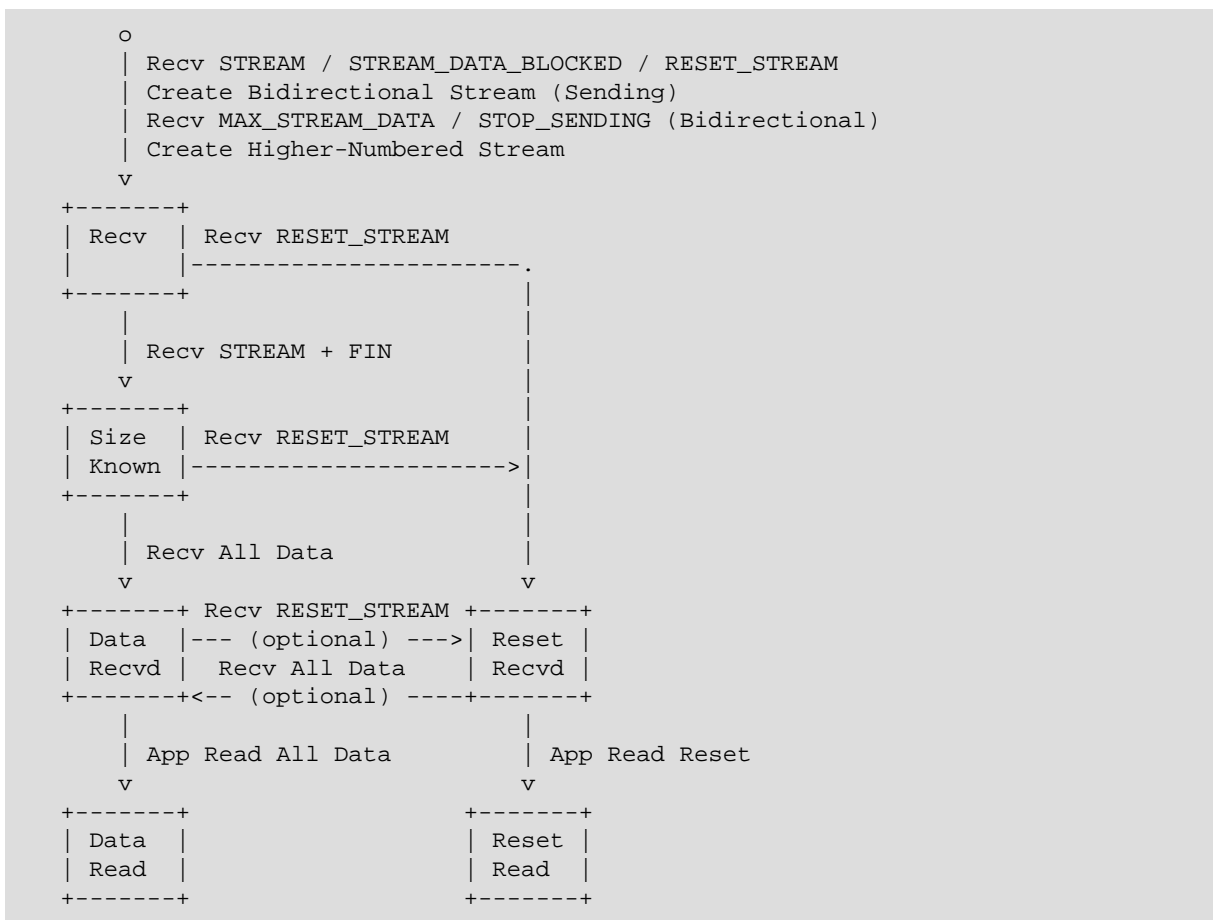 o
| Recv STREAM / STREAM_DATA_BLOCKED / RESET_STREAM
| Create Bidirectional Stream (Sending)
| Recv MAX_STREAM_DATA / STOP_SENDING (Bidirectional)
| Create Higher-Numbered Stream
v
+-------+
| Recv  | Recv RESET_STREAM
|       |-----------------------.
+-------+                       |
|                       |
| Recv STREAM + FIN     |
v                       |
+-------+                       |
| Size  | Recv RESET_STREAM     |
| Known |---------------------->|
+-------+                       |
|                       |
| Recv All Data         |
v                       v
+-------+ Recv RESET_STREAM +-------+
| Data  |--- (optional) --->| Reset |
| Recvd |  Recv All Data    | Recvd |
+-------+<-- (optional) ----+-------+
|                       |
| App Read All Data     | App Read Reset
v                       v
+-------+                   +-------+
| Data  |                   | Reset |
| Read  |                   | Read  |
+-------+                   +-------+